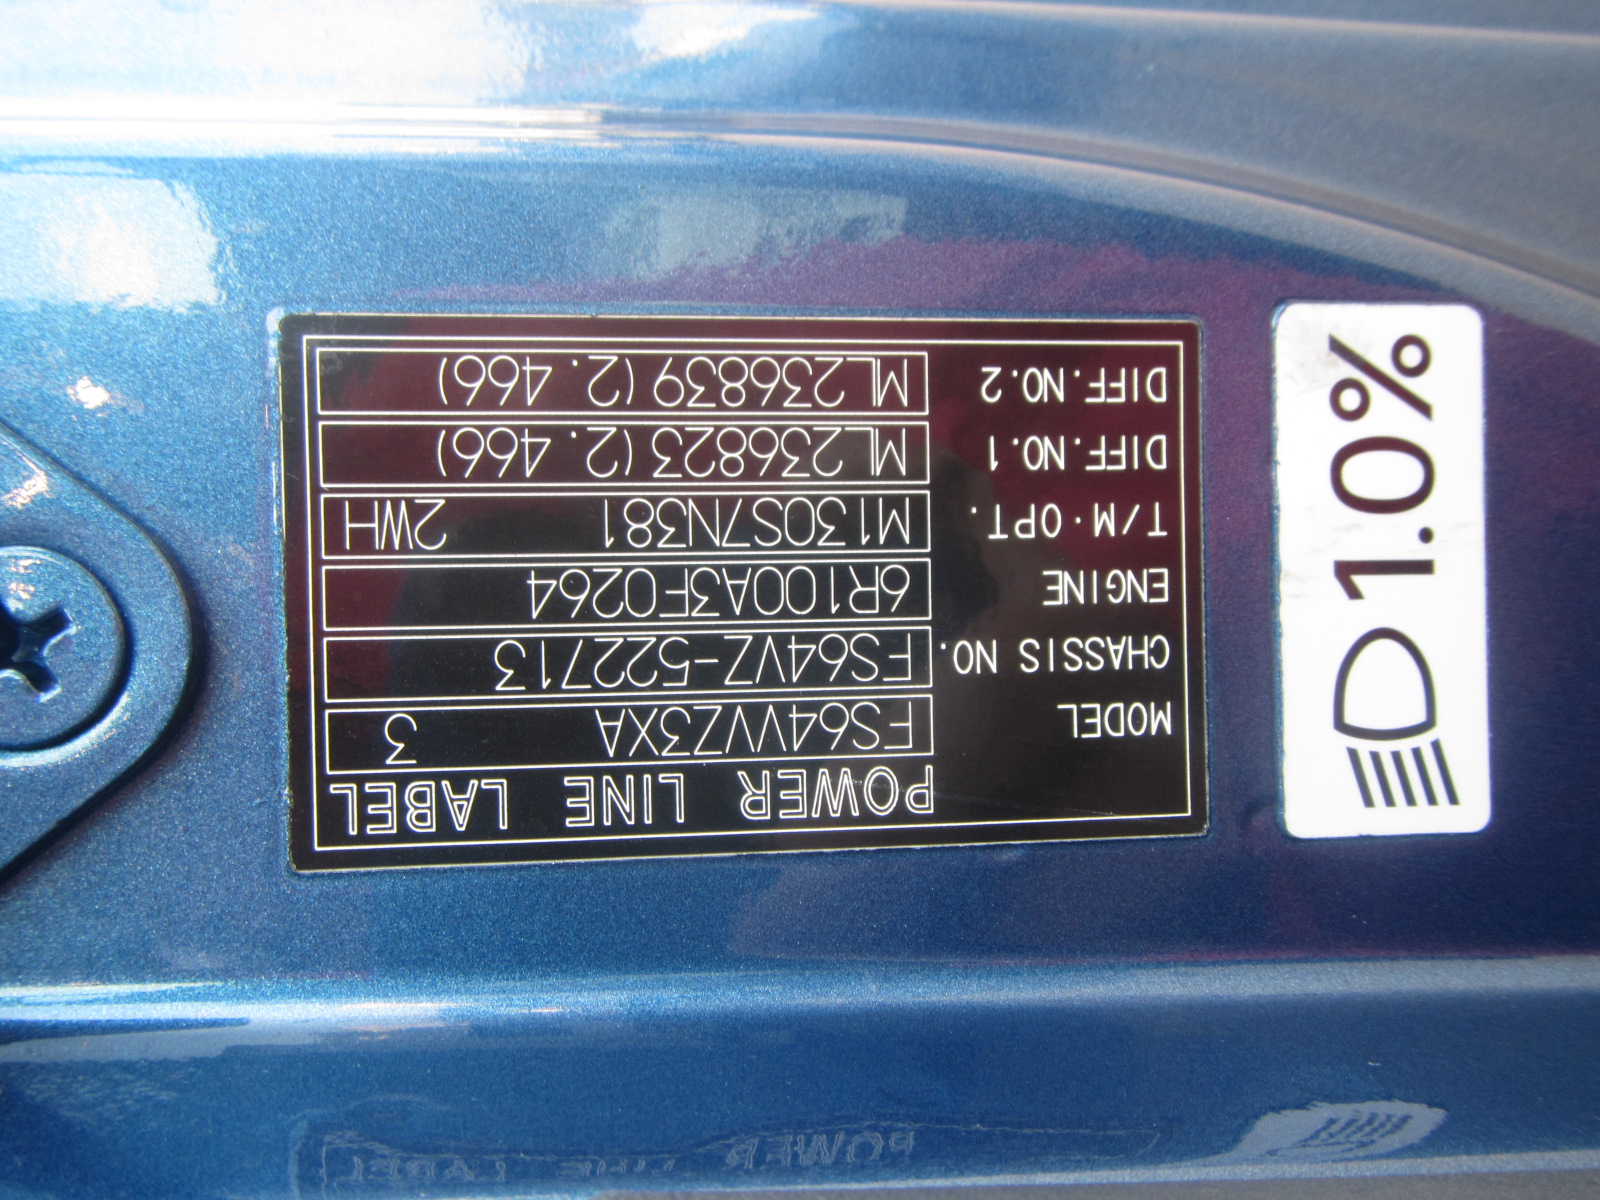 POWER LINE LABEL
MODEL FS64VVZ3XA 3
CHASSIS NO. FS64VZ-522713
ENGINE 6R100A3F0264
T/M.OPT. M130S7N381 2WH
DIFF.NO.1 ML236823(2.466)
DIFF.NO.2 ML236839(2.466)
1.0%